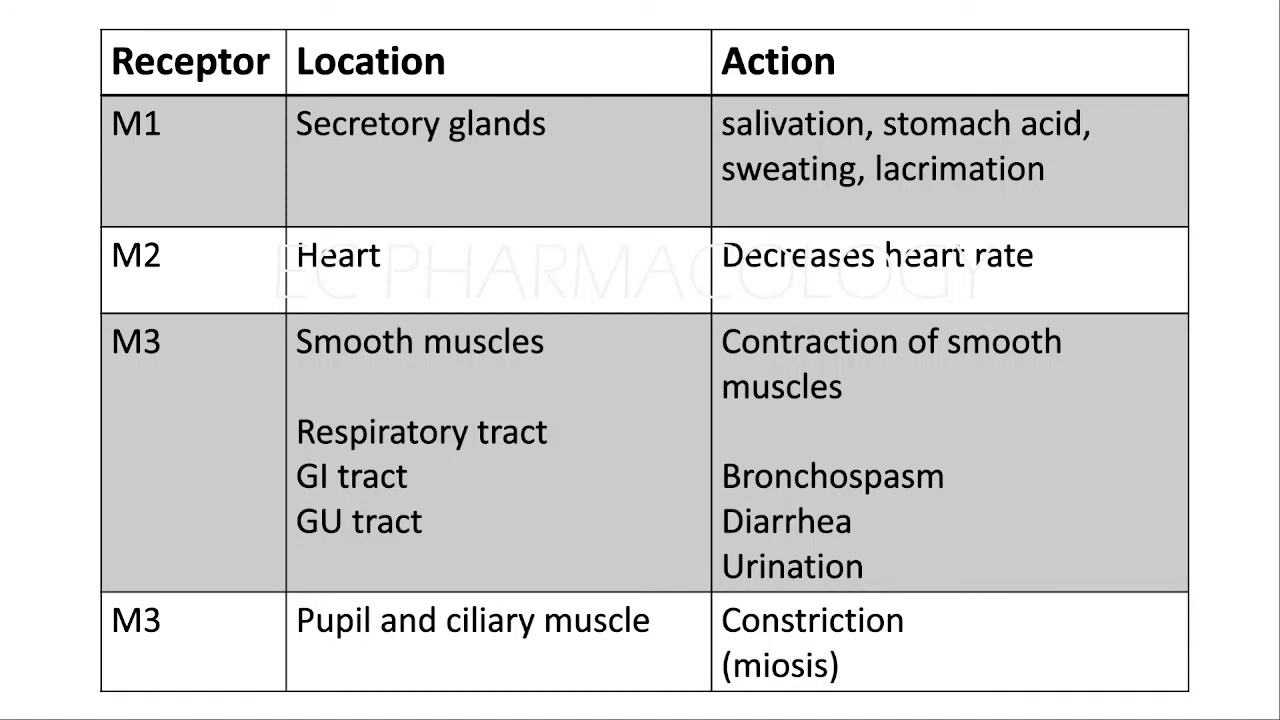 Receptor Location Action
M1 Secretory glands salivation, stomach acid,
sweating, lacrimation
M2 Heart Decreases heart rate
EC PHARMACOLOGY
M3 Smooth muscles Contraction of smooth
muscles
Respiratory tract
GI tract Bronchospasm
GU tract Diarrhea
Urination
M3 Pupil and ciliary muscle Constriction
(miosis)